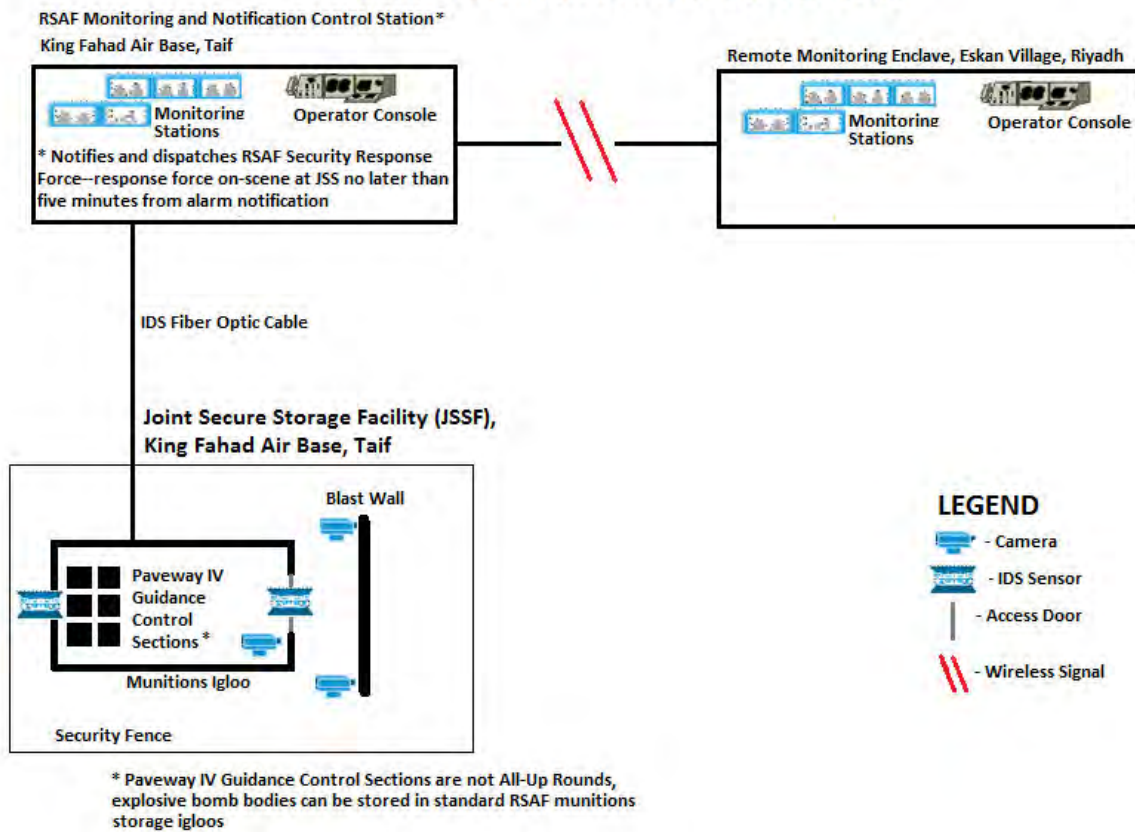 RSAF Monitoring and Notification Control Station*
King Fahad Air Base, Taif
Monitoring
Stations
Operator Console
* Notifies and dispatches RSAF Security Response
Force--response force on-scene at JSS no later than
five minutes from alarm notification
Remote Monitoring Enclave, Eskan Village, Riyadh
Monitoring
Stations
Operator Console
IDS Fiber Optic Cable
Joint Secure Storage Facility (JSSF),
King Fahad Air Base, Taif
Blast Wall
Paveway IV
Guidance
Control
Sections *
Munitions Igloo
Security Fence
* Paveway IV Guidance Control Sections are not All-Up Rounds,
explosive bomb bodies can be stored in standard RSAF munitions
storage igloos
LEGEND
- Camera
- IDS Sensor
- Access Door
- Wireless Signal